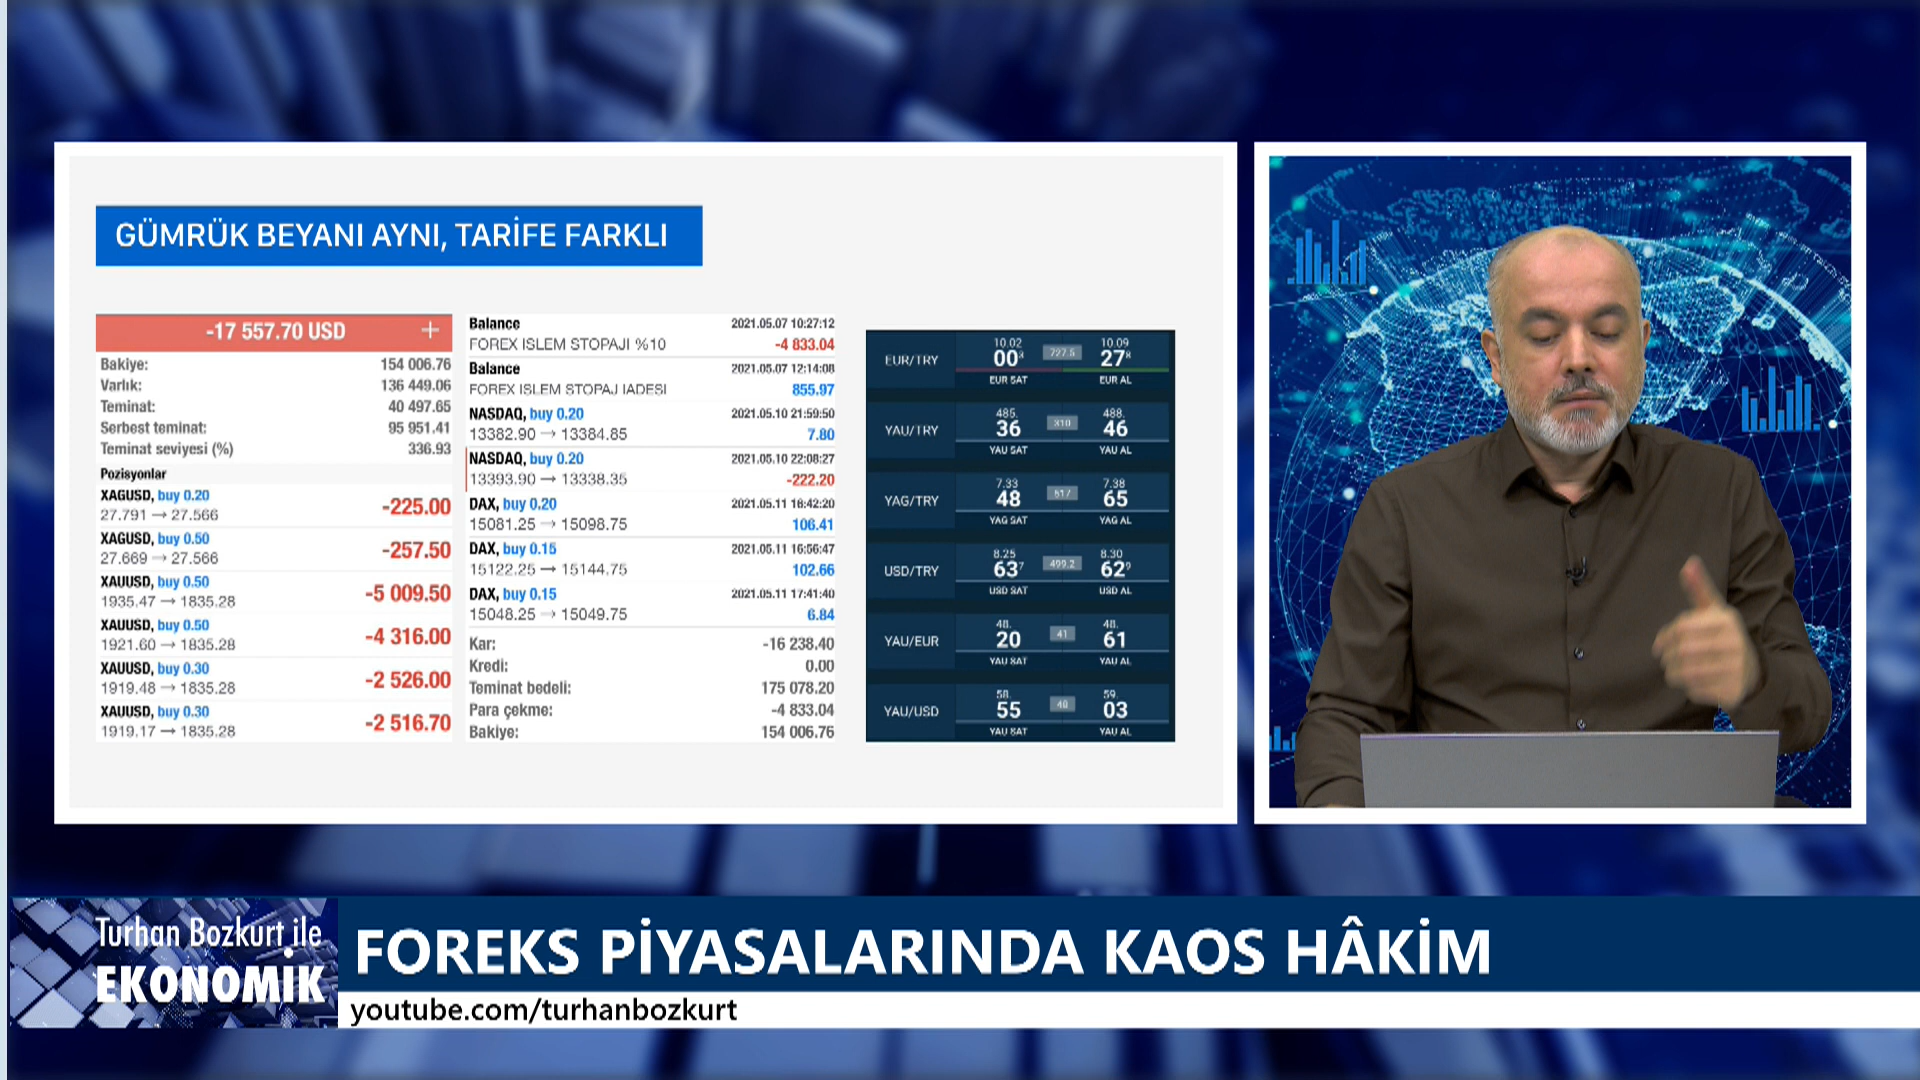 GÜMRÜK BEYANI AYNI, TARİFE FARKLI
-17 557.70 USD +
Bakiye: 154 006.76
Varlık: 136 449.06
Teminat: 40 497.65
Serbest teminat: 95 951.41
Teminat seviyesi (%) 336.93
Pozisyonlar
XAGUSD, buy 0.20
27.791 → 27.566
-225.00
XAGUSD, buy 0.50
27.669 → 27.566
-257.50
XAUUSD, buy 0.50
1935.47 → 1835.28
-5 009.50
XAUUSD, buy 0.50
1921.60 → 1835.28
-4 316.00
XAUUSD, buy 0.30
1919.48 → 1835.28
-2 526.00
XAUUSD, buy 0.30
1919.17 → 1835.28
-2 516.70
Balance 2021.05.07 10:27:12
FOREX ISLEM STOPAJI %10 -4 833.04
Balance 2021.05.07 12:14:08
FOREX ISLEM STOPAJ IADESI 855.97
NASDAQ, buy 0.20 2021.05.10 21:59:50
13382.90 → 13384.85 7.80
NASDAQ, buy 0.20 2021.05.10 22:08:27
13393.90 → 13338.35 -222.20
DAX, buy 0.20 2021.05.11 16:42:20
15081.25 → 15098.75 106.41
DAX, buy 0.15 2021.05.11 16:56:47
15122.25 → 15144.75 102.66
DAX, buy 0.15 2021.05.11 17:41:40
15048.25 → 15049.75 6.84
Kar: -16 238.40
Kredi: 0.00
Teminat bedeli: 175 078.20
Para çekme: -4 833.04
Bakiye: 154 006.76
EUR/TRY
10.02 10.09
00³ 727.5 27⁸
EUR SAT EUR AL
YAU/TRY
485. 488.
36 310 46
YAU SAT YAU AL
YAG/TRY
7.33 7.38
48 517 65
YAG SAT YAG AL
USD/TRY
8.25 8.30
63⁷ 499.2 62⁹
USD SAT USD AL
YAU/EUR
48. 48.
20 41 61
YAU SAT YAU AL
YAU/USD
58. 59.
55 48 03
YAU SAT YAU AL
Turhan Bozkurt ile
EKONOMİK
FOREKS PİYASALARINDA KAOS HÂKİM
youtube.com/turhanbozkurt